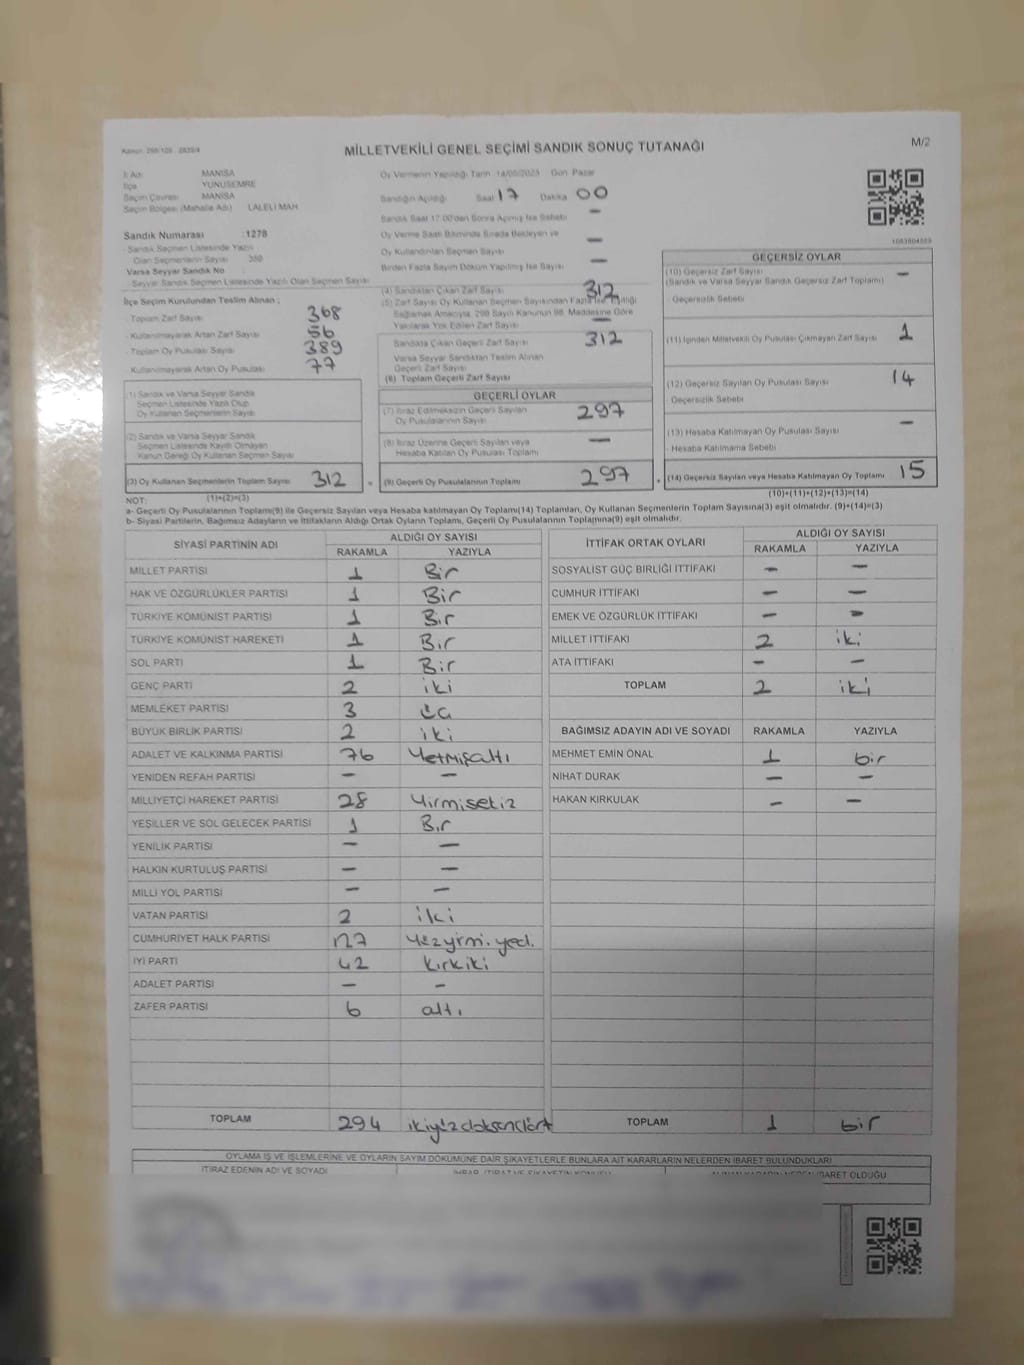 Kanun: 298/105 . 2839/4
MİLLETVEKİLİ GENEL SEÇİMİ SANDIK SONUÇ TUTANAĞI
M/2
İl Adı MANİSA
İlçe YUNUSEMRE
Seçim Çevresi MANİSA
Seçim Bölgesi (Mahalle Adı) LALELİ MAH
Sandık Numarası :1278
- Sandık Seçmen Listesinde Yazılı
Olan Seçmenlerin Sayısı
Varsa Seyyar Sandık No :
- Seyyar Sandık Seçmen Listesinde Yazılı Olan Seçmen Sayısı
İlçe Seçim Kurulundan Teslim Alınan ;
- Toplam Zarf Sayısı 368
- Kullanılmayarak Artan Zarf Sayısı 56
- Toplam Oy Pusulası Sayısı 389
- Kullanılmayarak Artan Oy Pusulası 77
(1) Sandık ve Varsa Seyyar Sandık
Seçmen Listesinde Yazılı Olup
Oy Kullanan Seçmenlerin Sayısı
(2) Sandık ve Varsa Seyyar Sandık
Seçmen Listesinde Kayıtlı Olmayan
Kanun Gereği Oy Kullanan Seçmen Sayısı
(3) Oy Kullanan Seçmenlerin Toplam Sayısı 312
Oy Vermenin Yapıldığı Tarih 14/05/2023 Gün Pazar
Sandığın Açıldığı Saat 17 Dakika 00
Sandık Saat 17.00'den Sonra Açılmış İse Sebebi -
Oy Verme Saati Bitiminde Sırada Bekleyen ve
Oy Kullandırılan Seçmen Sayısı -
Birden Fazla Sayım Döküm Yapılmış İse Sayısı -
(4) Sandıktan Çıkan Zarf Sayısı 312
(5) Zarf Sayısı Oy Kullanan Seçmen Sayısından Fazla İse, Eşitliği
Sağlamak Amacıyla, 298 Sayılı Kanunun 98. Maddesine Göre
Yakılarak Yok Edilen Zarf Sayısı -
Sandıkta Çıkan Geçerli Zarf Sayısı 312
Varsa Seyyar Sandıktan Teslim Alınan
Geçerli Zarf Sayısı
(6) Toplam Geçerli Zarf Sayısı
GEÇERLİ OYLAR
(7) İtiraz Edilmeksizin Geçerli Sayılan
Oy Pusulalarının Sayısı 297
(8) İtiraz Üzerine Geçerli Sayılan veya
Hesaba Katılan Oy Pusulası Toplamı -
(9) Geçerli Oy Pusulalarının Toplamı 297
1083804559
GEÇERSİZ OYLAR
(10) Geçersiz Zarf Sayısı -
(Sandık ve Varsa Seyyar Sandık Geçersiz Zarf Toplamı)
- Geçersizlik Sebebi
(11) İçinden Milletvekili Oy Pusulası Çıkmayan Zarf Sayısı 1
(12) Geçersiz Sayılan Oy Pusulası Sayısı 14
- Geçersizlik Sebebi
(13) Hesaba Katılmayan Oy Pusulası Sayısı -
- Hesaba Katılmama Sebebi
(14) Geçersiz Sayılan veya Hesaba Katılmayan Oy Toplamı 15
NOT: (1)+(2)=(3) (10)+(11)+(12)+(13)=(14)
a- Geçerli Oy Pusulalarının Toplamı(9) ile Geçersiz Sayılan veya Hesaba katılmayan Oy Toplamı(14) Toplamları, Oy Kullanan Seçmenlerin Toplam Sayısına(3) eşit olmalıdır. (9)+(14)=(3)
b- Siyasi Partilerin, Bağımsız Adayların ve İttifakların Aldığı Ortak Oyların Toplamı, Geçerli Oy Pusulalarının Toplamına(9) eşit olmalıdır.
SİYASİ PARTİNİN ADI ALDIĞI OY SAYISI
RAKAMLA YAZIYLA
MİLLET PARTİSİ 1 Bir
HAK VE ÖZGÜRLÜKLER PARTİSİ 1 Bir
TÜRKİYE KOMÜNİST PARTİSİ 1 Bir
TÜRKİYE KOMÜNİST HAREKETİ 1 Bir
SOL PARTİ 1 Bir
GENÇ PARTİ 2 iki
MEMLEKET PARTİSİ 3 üç
BÜYÜK BİRLİK PARTİSİ 2 iki
ADALET VE KALKINMA PARTİSİ 76 Yetmişaltı
YENİDEN REFAH PARTİSİ - -
MİLLİYETÇİ HAREKET PARTİSİ 28 Yirmisekiz
YEŞİLLER VE SOL GELECEK PARTİSİ 1 Bir
YENİLİK PARTİSİ - -
HALKIN KURTULUŞ PARTİSİ - -
MİLLİ YOL PARTİSİ - -
VATAN PARTİSİ 2 iki
CUMHURİYET HALK PARTİSİ 127 Yüzyirmi yedi
İYİ PARTİ 42 kırkiki
ADALET PARTİSİ - -
ZAFER PARTİSİ 6 altı
TOPLAM 294 ikiyüzdoksandört
İTTİFAK ORTAK OYLARI ALDIĞI OY SAYISI
RAKAMLA YAZIYLA
SOSYALİST GÜÇ BİRLİĞİ İTTİFAKI - -
CUMHUR İTTİFAKI - -
EMEK VE ÖZGÜRLÜK İTTİFAKI - -
MİLLET İTTİFAKI 2 iki
ATA İTTİFAKI - -
TOPLAM 2 iki
BAĞIMSIZ ADAYIN ADI VE SOYADI RAKAMLA YAZIYLA
MEHMET EMİN ÖNAL 1 bir
NİHAT DURAK - -
HAKAN KIRKULAK - -
TOPLAM 1 bir
OYLAMA İŞ VE İŞLEMLERİNE VE OYLARIN SAYIM DÖKÜMÜNE DAİR ŞİKAYETLERLE BUNLARA AİT KARARLARIN NELERDEN İBARET BULUNDUKLARI
İTİRAZ EDENİN ADI VE SOYADI
İBARET OLDUĞU